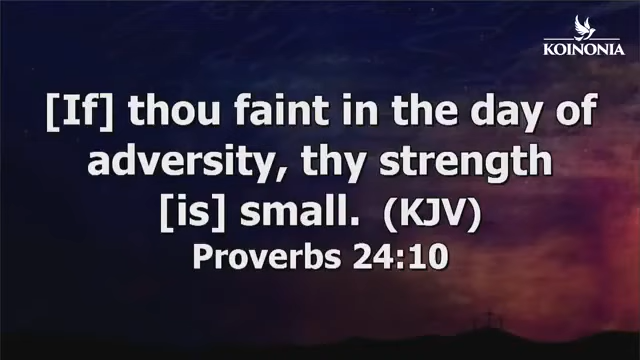 KOINONIA
[If] thou faint in the day of
adversity, thy strength
[is] small. (KJV)
Proverbs 24:10